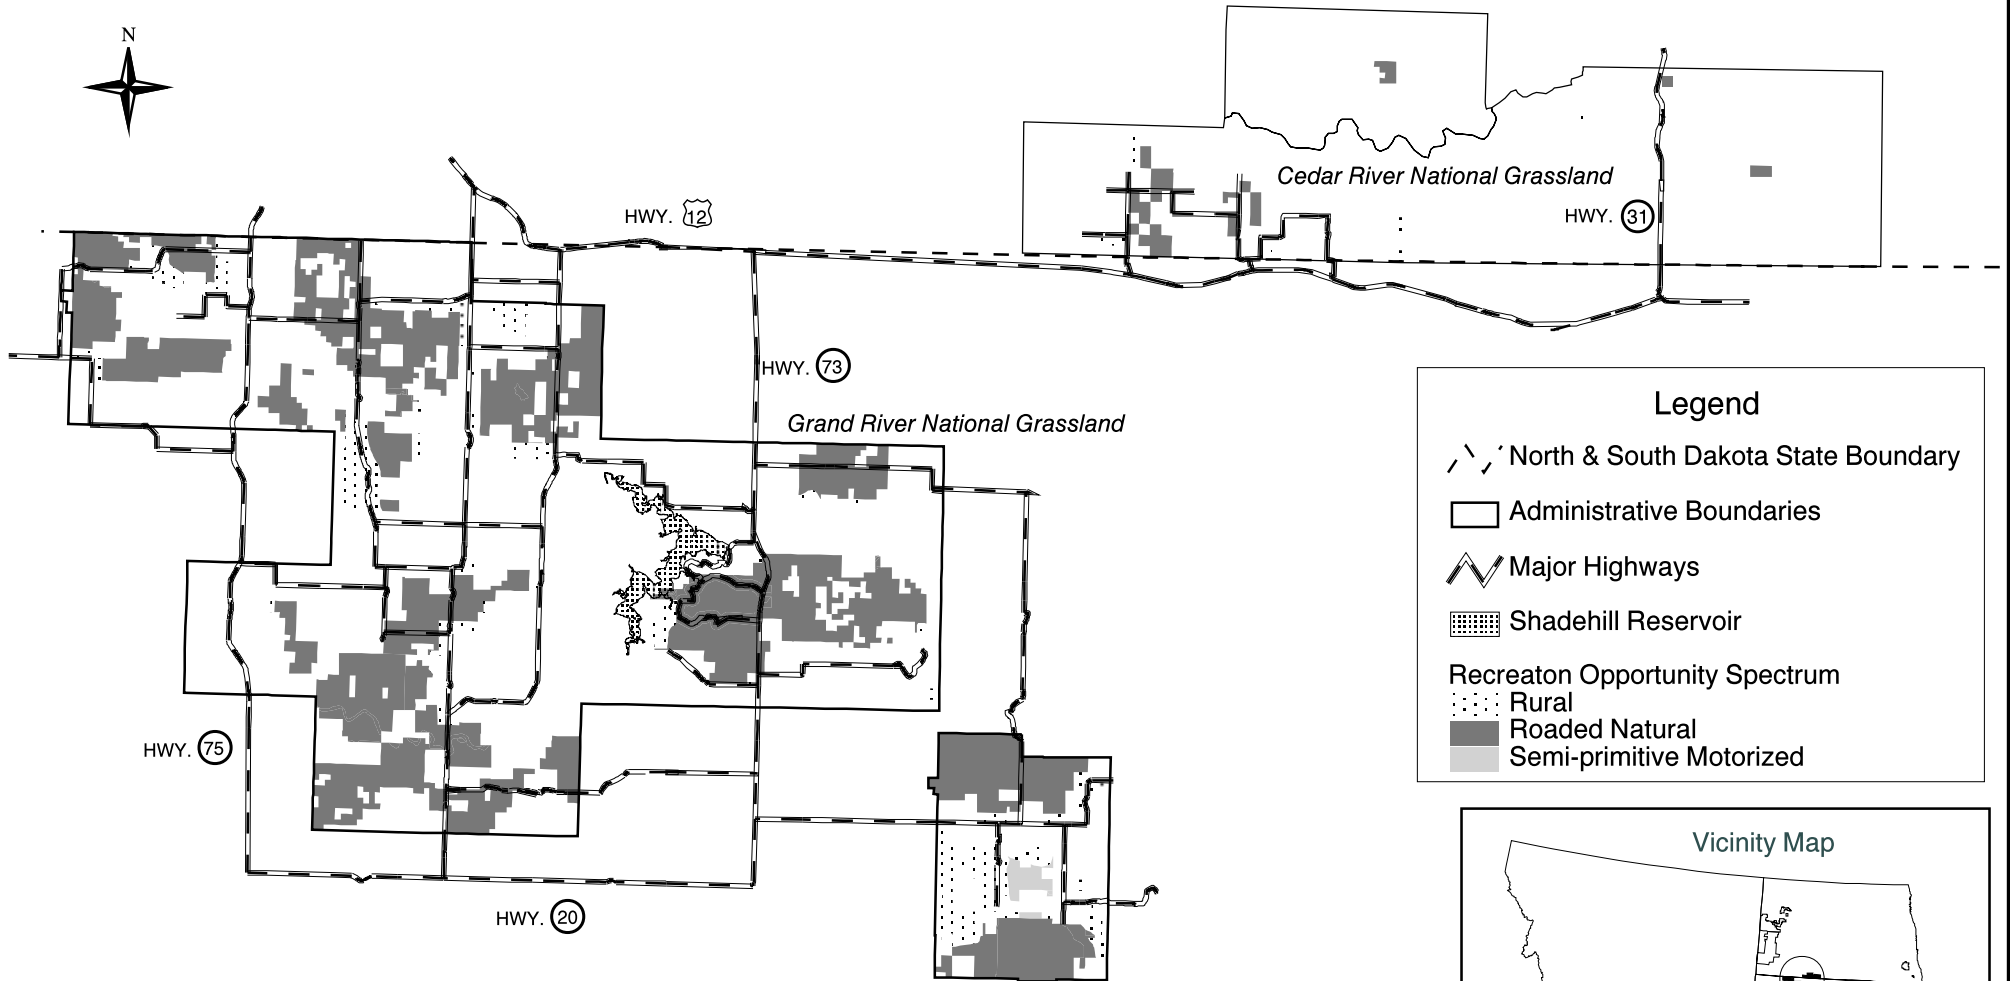 N
Cedar River National Grassland
HWY. 12
HWY. 31
HWY. 73
Grand River National Grassland
HWY. 75
HWY. 20
Legend
North & South Dakota State Boundary
Administrative Boundaries
Major Highways
Shadehill Reservoir
Recreaton Opportunity Spectrum
Rural
Roaded Natural
Semi-primitive Motorized
Vicinity Map